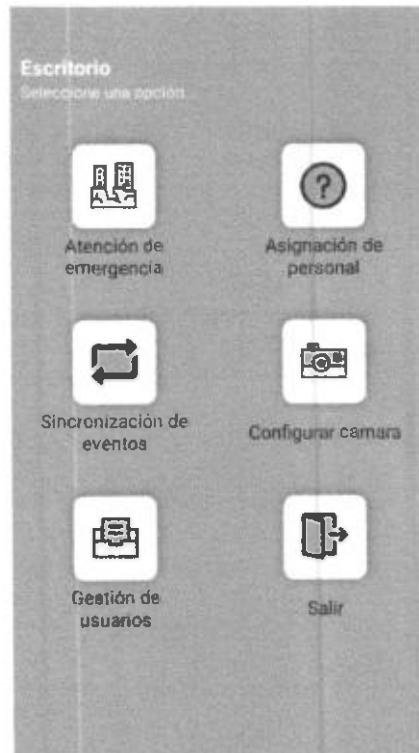 Escritorio
Seleccione una opción
Atención de
emergencia
Asignación de
personal
Sincronización de
eventos
Configurar camara
Gestión de
usuarios
Salir